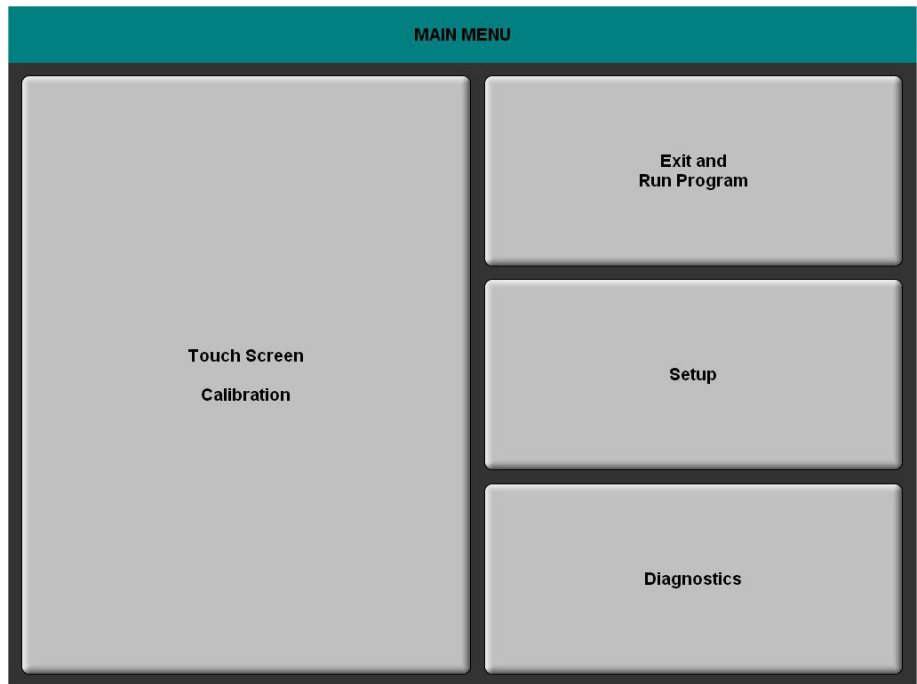 MAIN MENU
Touch Screen
Calibration
Exit and
Run Program
Setup
Diagnostics